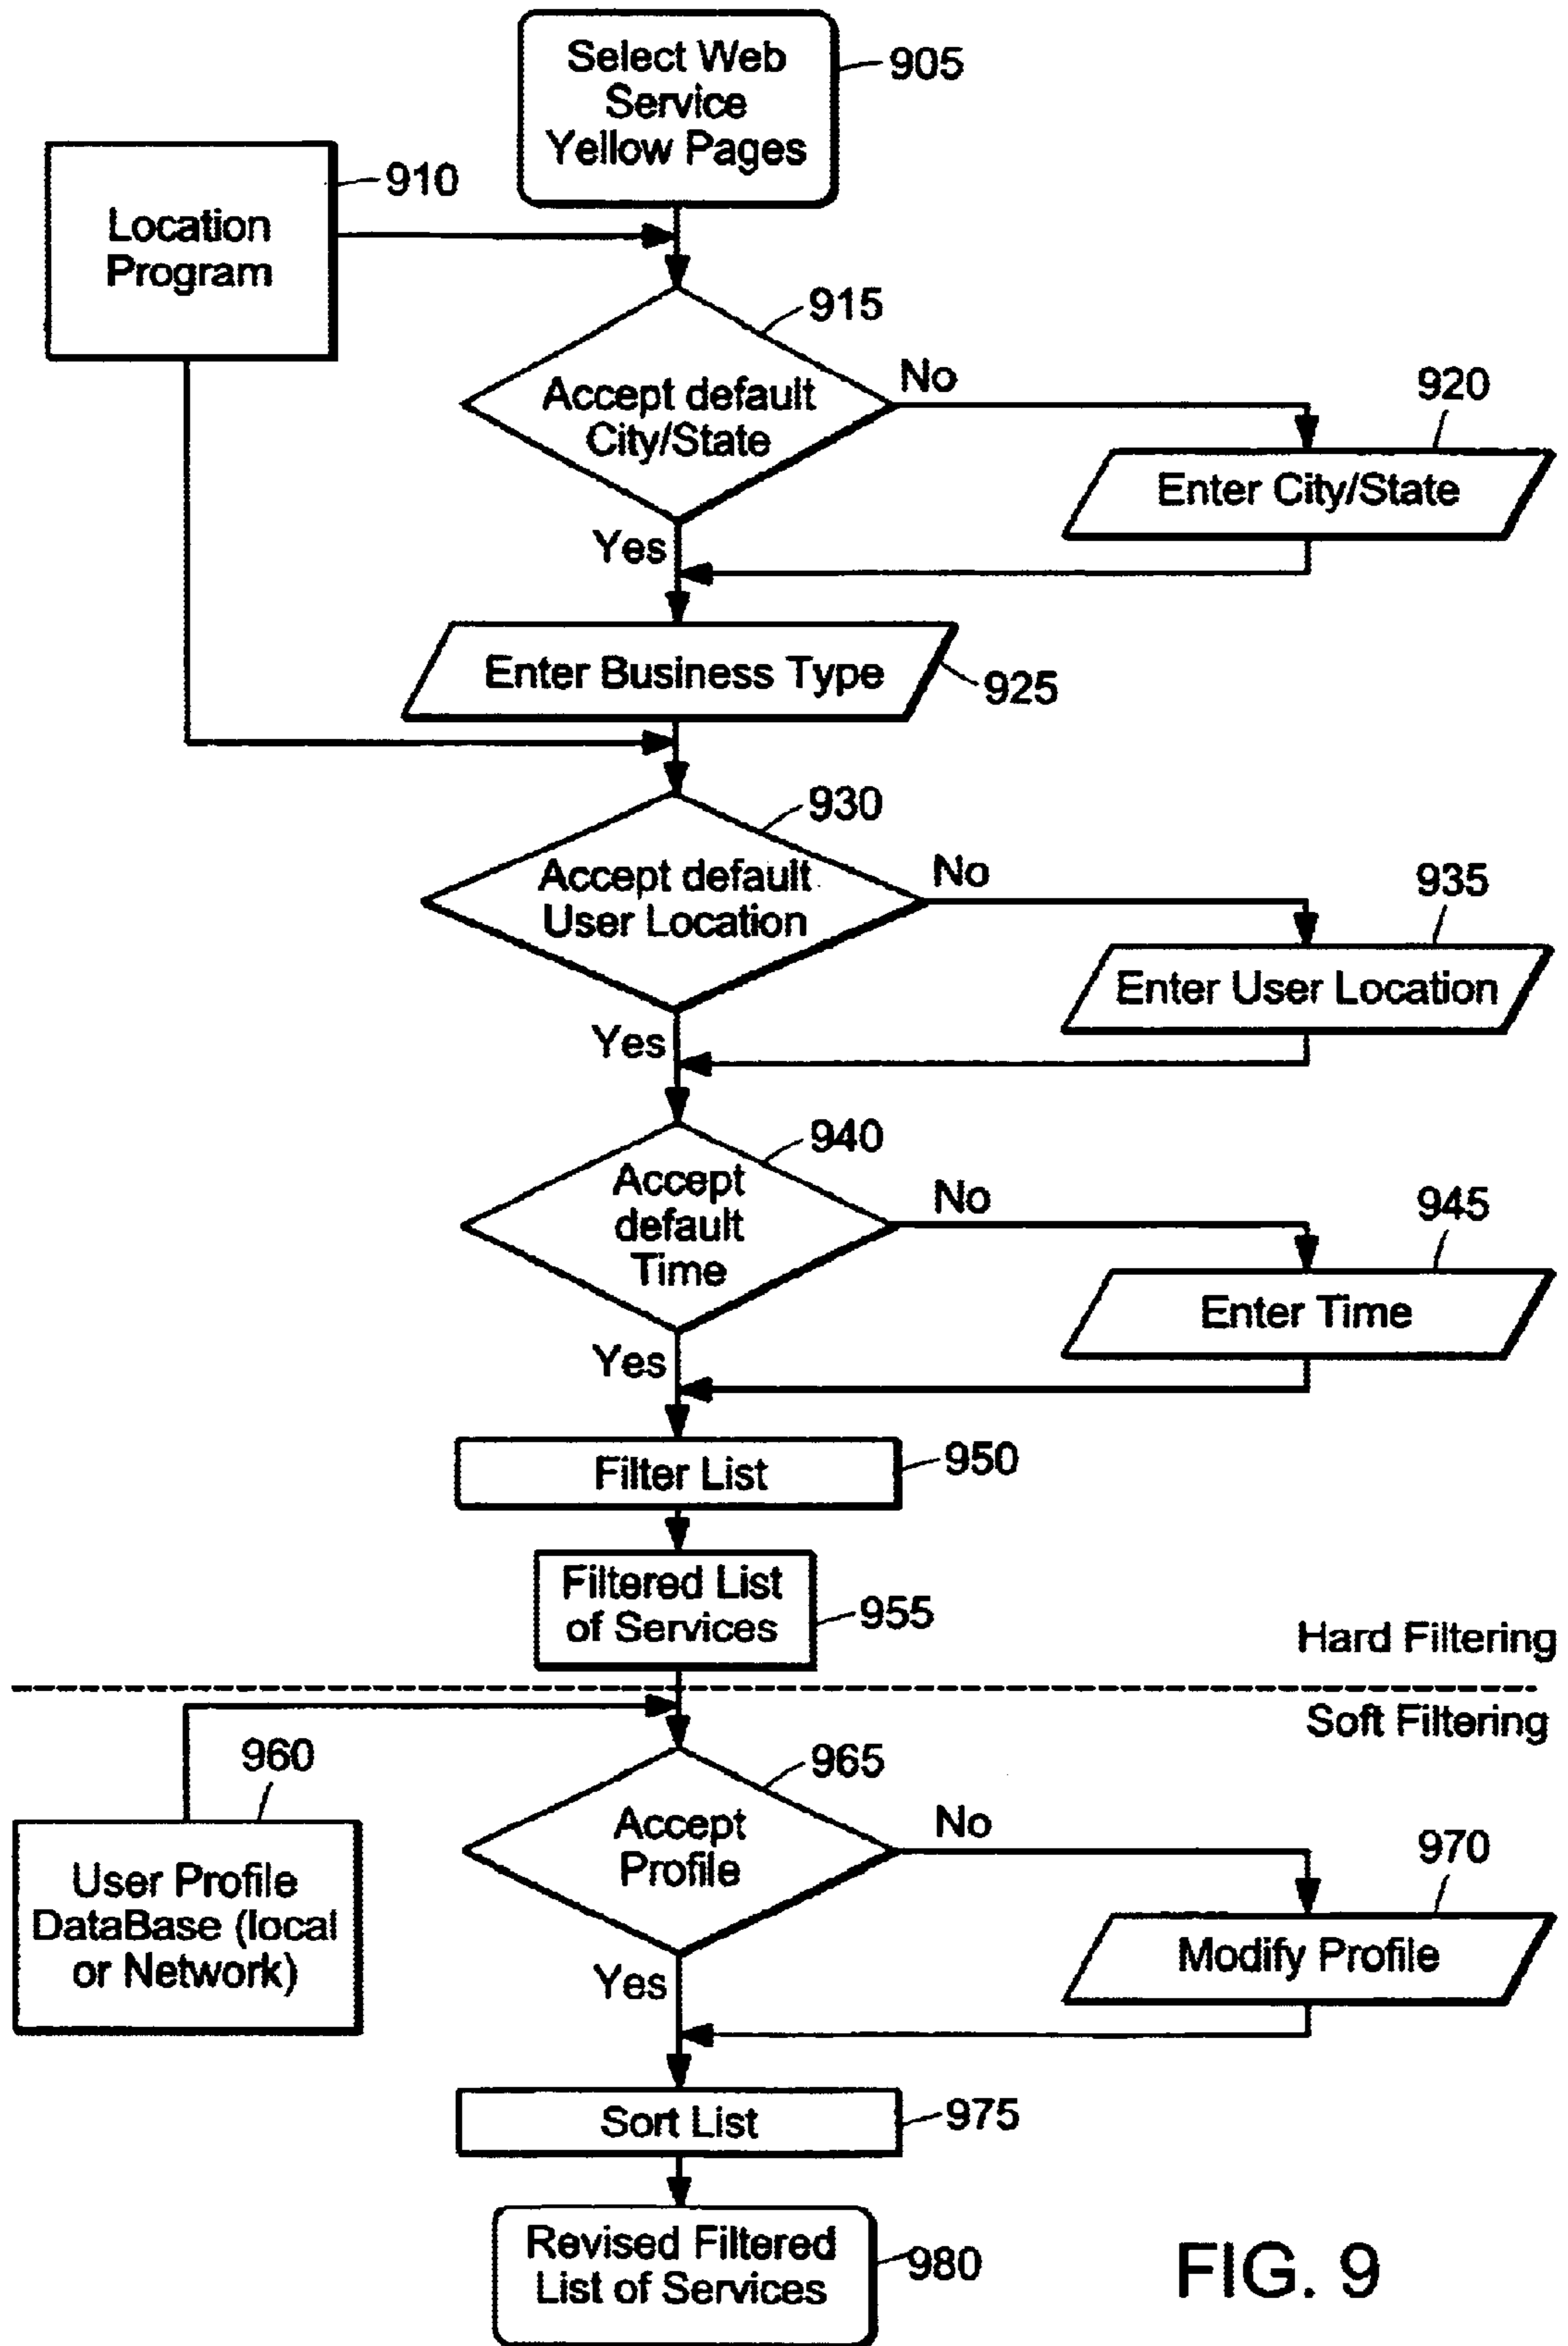 Select Web
Service
Yellow Pages
905
910
Location
Program
915
Accept default
City/State
No
920
Enter City/State
Yes
Enter Business Type
925
930
Accept default
User Location
No
935
Enter User Location
Yes
940
Accept
default
Time
No
945
Enter Time
Yes
Filter List
950
Filtered List
of Services
955
Hard Filtering
Soft Filtering
960
User Profile
DataBase (local
or Network)
965
Accept
Profile
No
970
Modify Profile
Yes
Sort List
975
Revised Filtered
List of Services
980
FIG. 9